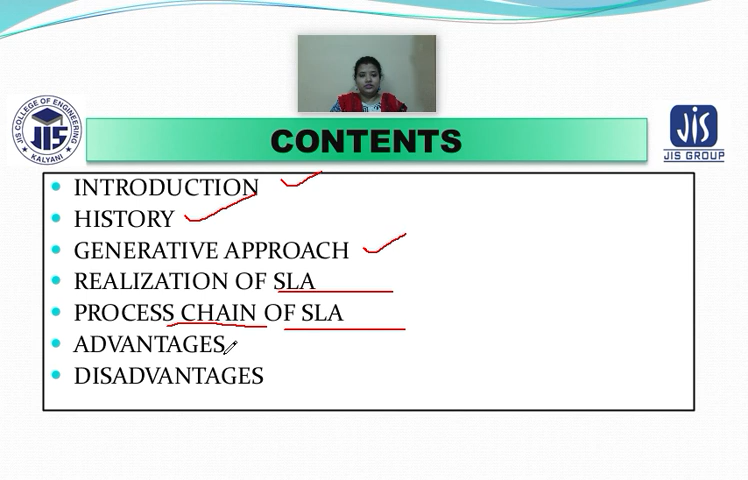 CONTENTS
JIS COLLEGE OF ENGINEERING
JIS
KALYANI
JIS
JIS GROUP
INTRODUCTION
HISTORY
GENERATIVE APPROACH
REALIZATION OF SLA
PROCESS CHAIN OF SLA
ADVANTAGES
DISADVANTAGES